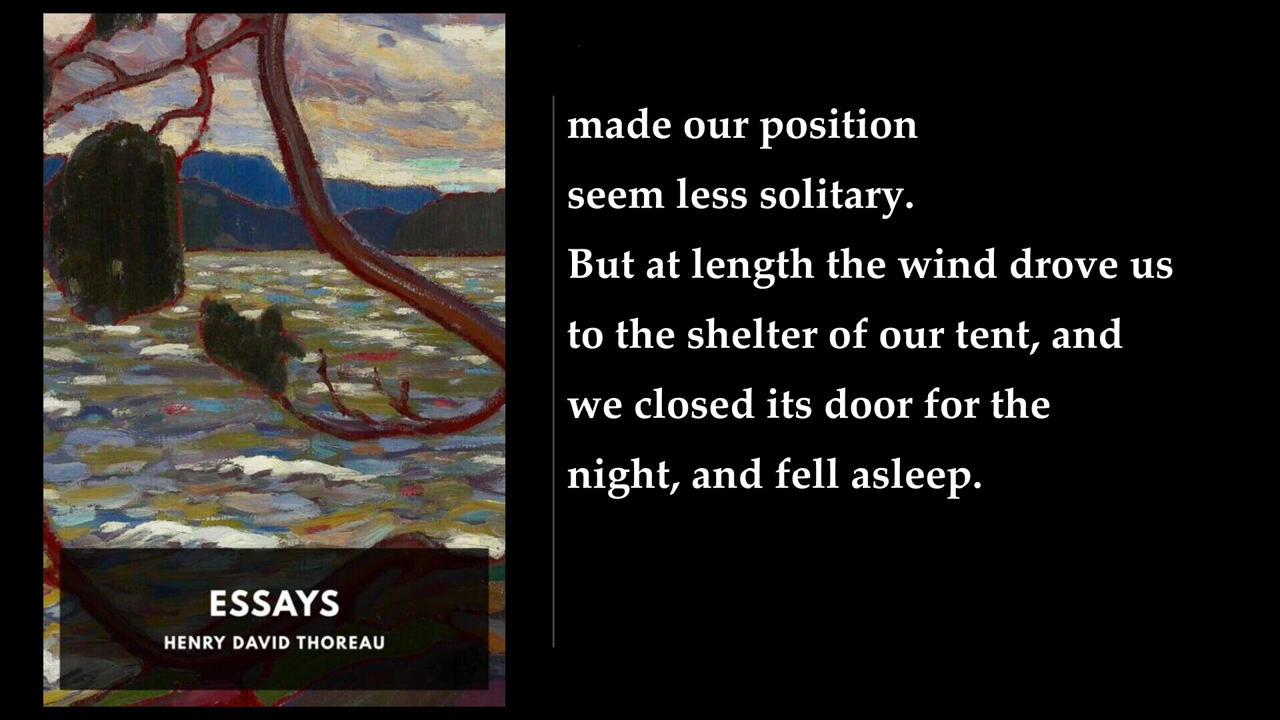 ESSAYS
HENRY DAVID THOREAU
made our position
seem less solitary.
But at length the wind drove us
to the shelter of our tent, and
we closed its door for the
night, and fell asleep.